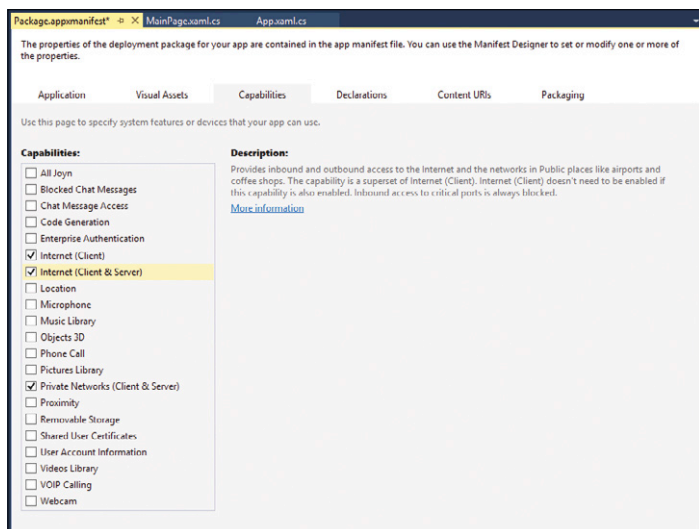 Package.appxmanifest*
MainPage.xaml.cs
App.xaml.cs
The properties of the deployment package for your app are contained in the app manifest file. You can use the Manifest Designer to set or modify one or more of
the properties.
Application
Visual Assets
Capabilities
Declarations
Content URIs
Packaging
Use this page to specify system features or devices that your app can use.
Capabilities:
All Joyn
Blocked Chat Messages
Chat Message Access
Code Generation
Enterprise Authentication
Internet (Client)
Internet (Client & Server)
Location
Microphone
Music Library
Objects 3D
Phone Call
Pictures Library
Private Networks (Client & Server)
Proximity
Removable Storage
Shared User Certificates
User Account Information
Videos Library
VOIP Calling
Webcam
Description:
Provides inbound and outbound access to the Internet and the networks in Public places like airports and
coffee shops. The capability is a superset of Internet (Client). Internet (Client) doesn't need to be enabled if
this capability is also enabled. Inbound access to critical ports is always blocked.
More information